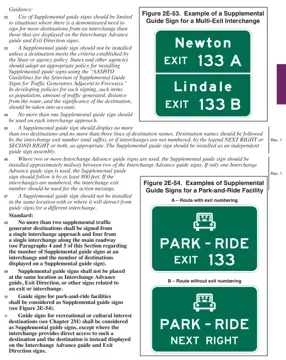 Guidance:
Use of Supplemental guide signs should be limited
to situations where there is a demonstrated need to
sign for more destinations from an interchange than
those that are displayed on the Interchange Advance
guide and Exit Direction signs.
A Supplemental guide sign should not be installed
unless a destination meets the criteria established by
the State or agency policy. States and other agencies
should adopt an appropriate policy for installing
Supplemental guide signs using the "AASHTO
Guidelines for the Selection of Supplemental Guide
Signs for Traffic Generators Adjacent to Freeways."
In developing policies for such signing, such items
as population, amount of traffic generated, distance
from the route, and the significance of the destination,
should be taken into account.
No more than one Supplemental guide sign should
be used on each interchange approach.
A Supplemental guide sign should display no more
than two destinations and no more than three lines of destination names. Destination names should be followed
by the interchange exit number (and suffix), or if interchanges are not numbered, by the legend NEXT RIGHT or
SECOND RIGHT or both, as appropriate. The Supplemental guide sign should be installed as an independent
guide sign assembly.
Where two or more Interchange Advance guide signs are used, the Supplemental guide sign should be
installed approximately midway between two of the Interchange Advance guide signs. If only one Interchange
Advance guide sign is used, the Supplemental guide
sign should follow it by at least 800 feet. If the
interchanges are numbered, the interchange exit
number should be used for the action message.
A Supplemental guide sign should not be installed
in the same location with or where it will detract from
guide signs for a different interchange.
Standard:
No more than two supplemental traffic
generator destinations shall be signed from
a single interchange approach and four from
a single interchange along the main roadway
(see Paragraphs 4 and 5 of this Section regarding
the number of Supplemental guide signs at an
interchange and the number of destinations
displayed on a Supplemental guide sign).
Supplemental guide signs shall not be placed
at the same location as Interchange Advance
guide, Exit Direction, or other signs related to
an exit or interchange.
Guide signs for park-and-ride facilities
shall be considered as Supplemental guide signs
(see Figure 2E-54).
Guide signs for recreational or cultural interest
destinations (see Chapter 2M) shall be considered
as Supplemental guide signs, except where the
interchange provides direct access to such a
destination and the destination is instead displayed
on the Interchange Advance guide and Exit
Direction signs.
Figure 2E-53. Example of a Supplemental
Guide Sign for a Multi-Exit Interchange
Newton
EXIT 133 A
Lindale
EXIT 133 B
Figure 2E-54. Examples of Supplemental
Guide Signs for a Park-and-Ride Facility
A – Route with exit numbering
PARK - RIDE
EXIT 133
B – Route without exit numbering
PARK - RIDE
NEXT RIGHT